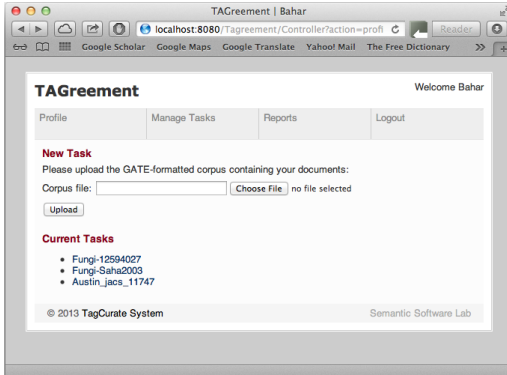 TAGreement | Bahar
localhost:8080/Tagreement/Controller?action=profi
Reader
Google Scholar Google Maps Google Translate Yahoo! Mail The Free Dictionary >>
TAGreement
Welcome Bahar
Profile Manage Tasks Reports Logout
New Task
Please upload the GATE-formatted corpus containing your documents:
Corpus file: Choose File no file selected
Upload
Current Tasks
Fungi-12594027
Fungi-Saha2003
Austin_jacs_11747
© 2013 TagCurate System Semantic Software Lab